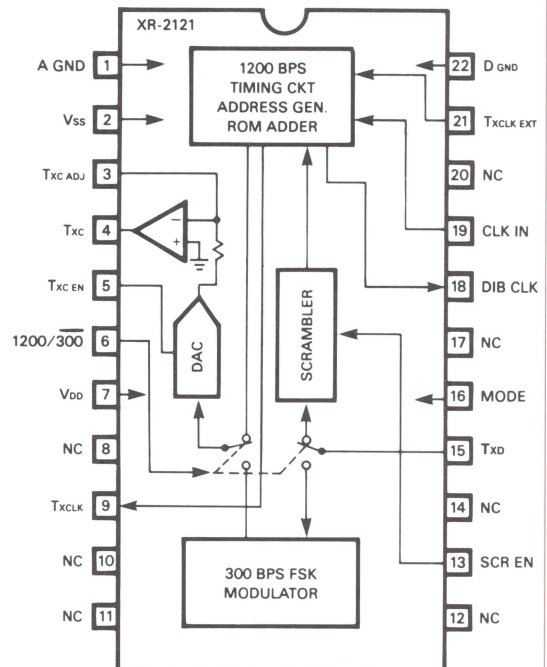 XR-2121
A GND 1
VSS 2
TXC ADJ 3
TXC 4
TXC EN 5
1200/300 6
VDD 7
NC 8
TXCLK 9
NC 10
NC 11
1200 BPS
TIMING CKT
ADDRESS GEN.
ROM ADDER
−
+
DAC
SCRAMBLER
300 BPS FSK
MODULATOR
22 D GND
21 TXCLK EXT
20 NC
19 CLK IN
18 DIB CLK
17 NC
16 MODE
15 TXD
14 NC
13 SCR EN
12 NC